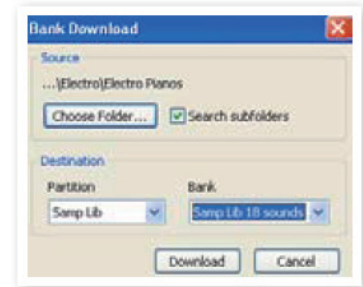 Bank Download
Source
...\Electro\Electro Pianos
Choose Folder... Search subfolders
Destination
Partition Bank
Samp Lib Samp Lib 18 sounds
Download Cancel